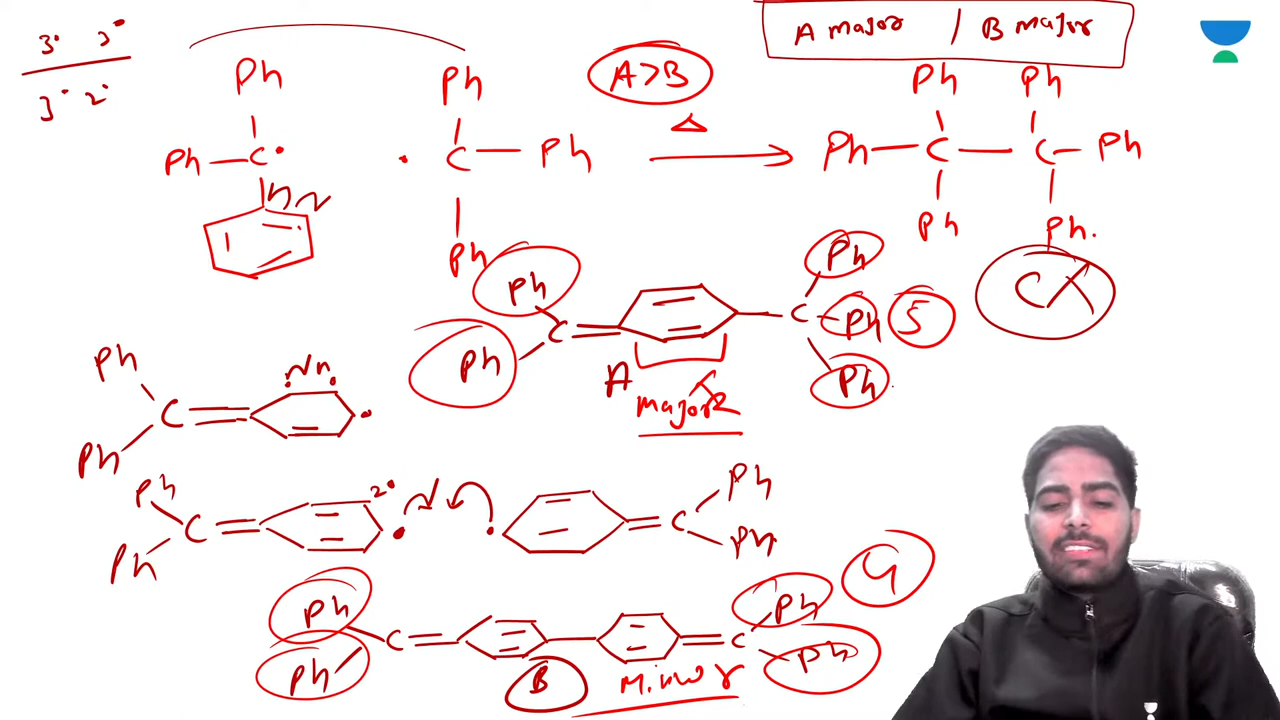 A major / B major
3° 3°
3° 2°
Ph Ph A>B Ph Ph
Δ
Ph — C• • C — Ph ⟶ Ph — C — C — Ph
Ph Ph Ph.
Ph Ph 5
C C — Ph
Ph A major Ph
Ph
C
Ph
Ph 2° Ph
C C
Ph Ph
4
Ph Ph
C C
Ph B Minor Ph